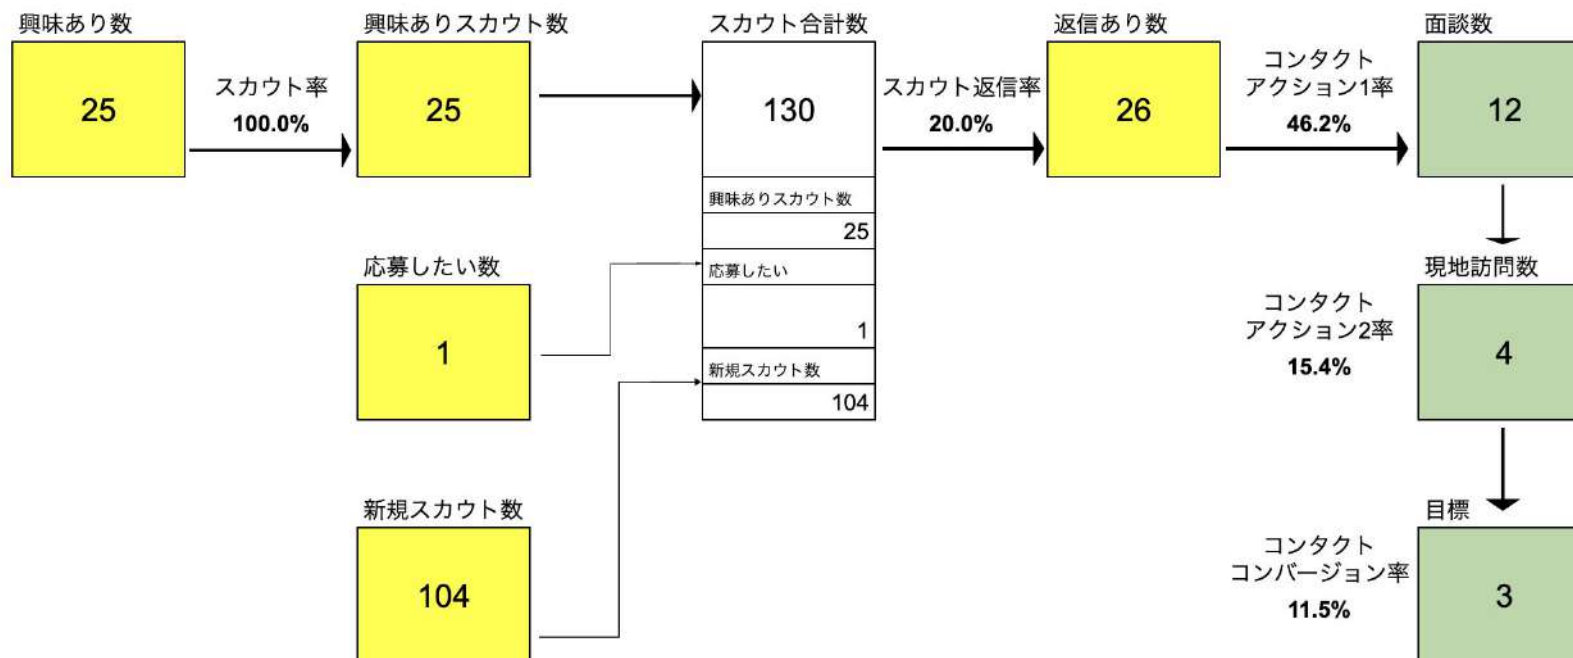 興味あり数
興味ありスカウト数
スカウト合計数
返信あり数
面談数
25
スカウト率
100.0%
25
130
スカウト返信率
20.0%
26
コンタクト
アクション1率
46.2%
12
興味ありスカウト数
25
応募したい
1
新規スカウト数
104
応募したい数
1
現地訪問数
コンタクト
アクション2率
15.4%
4
新規スカウト数
104
目標
コンタクト
コンバージョン率
11.5%
3